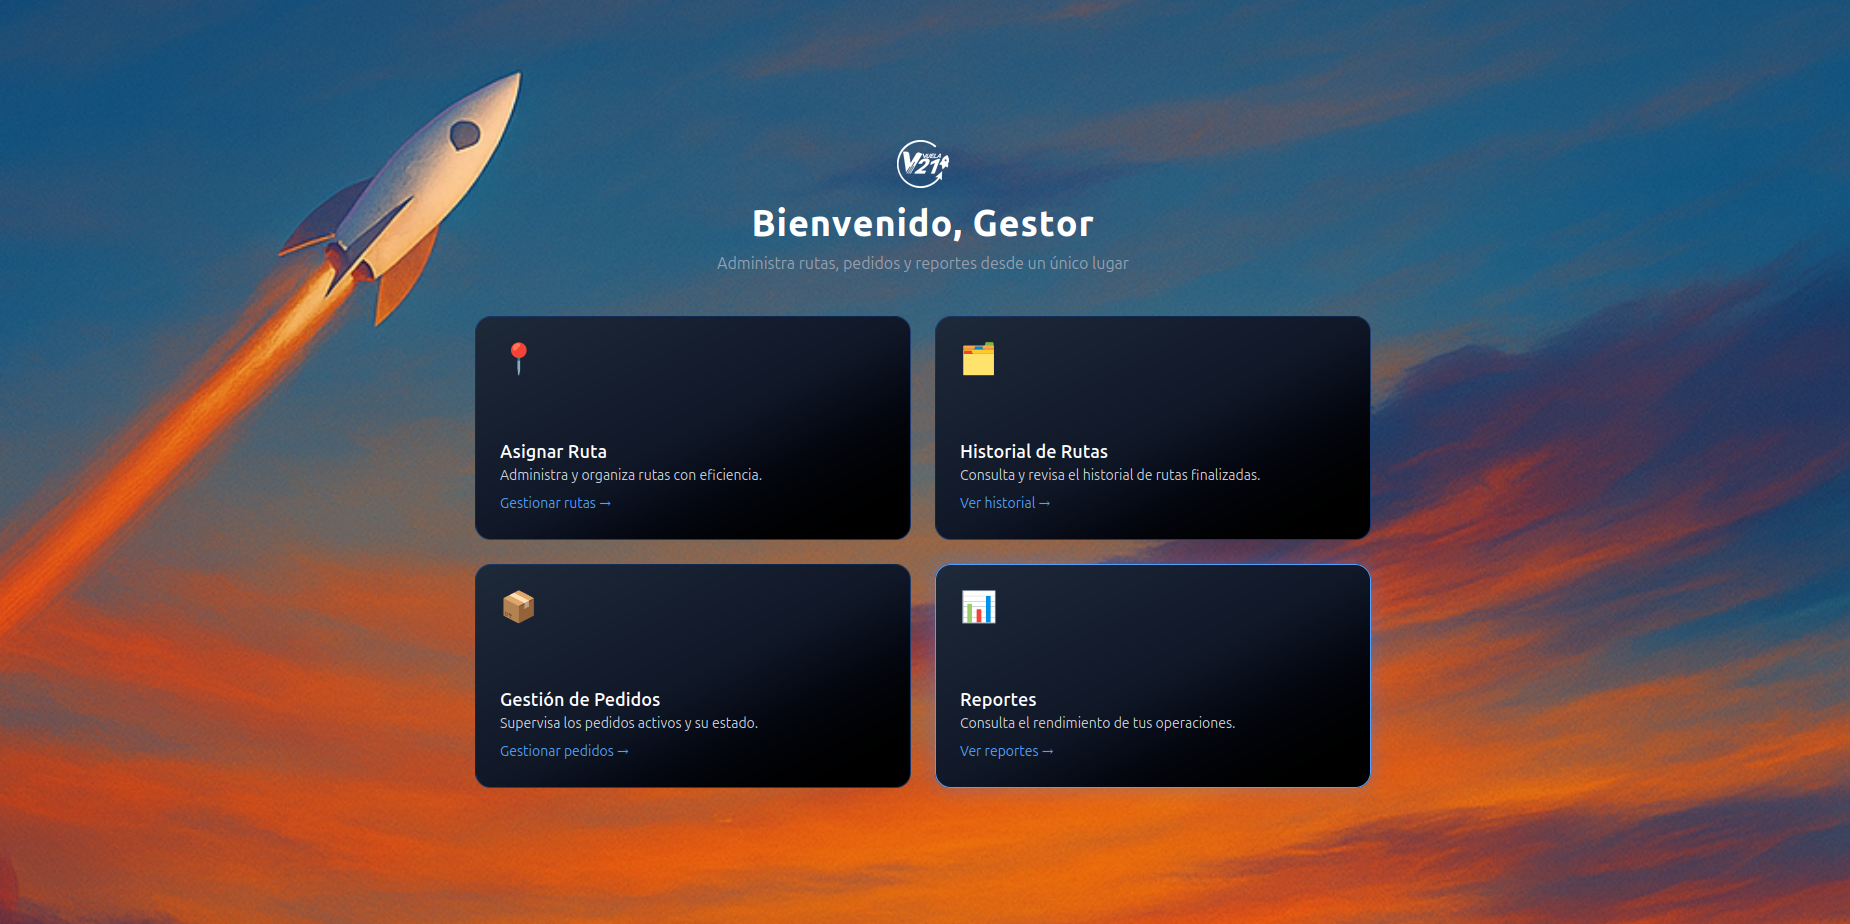 VUELA
V21
Bienvenido, Gestor
Administra rutas, pedidos y reportes desde un único lugar
Asignar Ruta
Administra y organiza rutas con eficiencia.
Gestionar rutas →
Historial de Rutas
Consulta y revisa el historial de rutas finalizadas.
Ver historial →
Gestión de Pedidos
Supervisa los pedidos activos y su estado.
Gestionar pedidos →
Reportes
Consulta el rendimiento de tus operaciones.
Ver reportes →